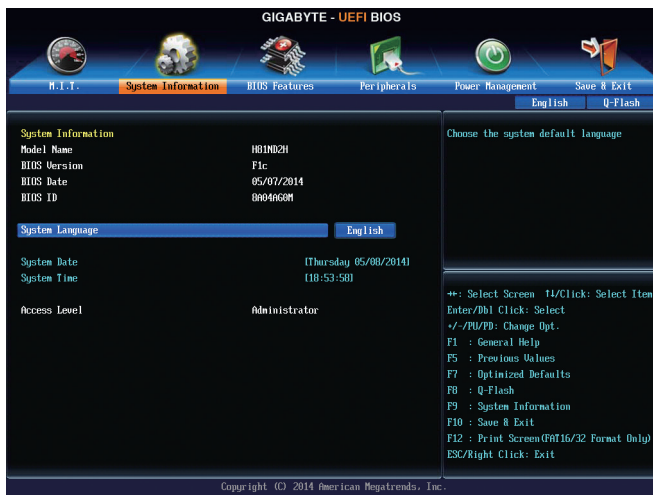 GIGABYTE - UEFI BIOS
M.I.T.
System Information
BIOS Features
Peripherals
Power Management
Save & Exit
English
Q-Flash
System Information
Model Name H81ND2H
BIOS Version F1c
BIOS Date 05/07/2014
BIOS ID 8A04AG0M
System Language English
System Date [Thursday 05/08/2014]
System Time [18:53:58]
Access Level Administrator
Choose the system default language
→←: Select Screen ↑↓/Click: Select Item
Enter/Dbl Click: Select
+/-/PU/PD: Change Opt.
F1 : General Help
F5 : Previous Values
F7 : Optimized Defaults
F8 : Q-Flash
F9 : System Information
F10 : Save & Exit
F12 : Print Screen(FAT16/32 Format Only)
ESC/Right Click: Exit
Copyright (C) 2014 American Megatrends, Inc.